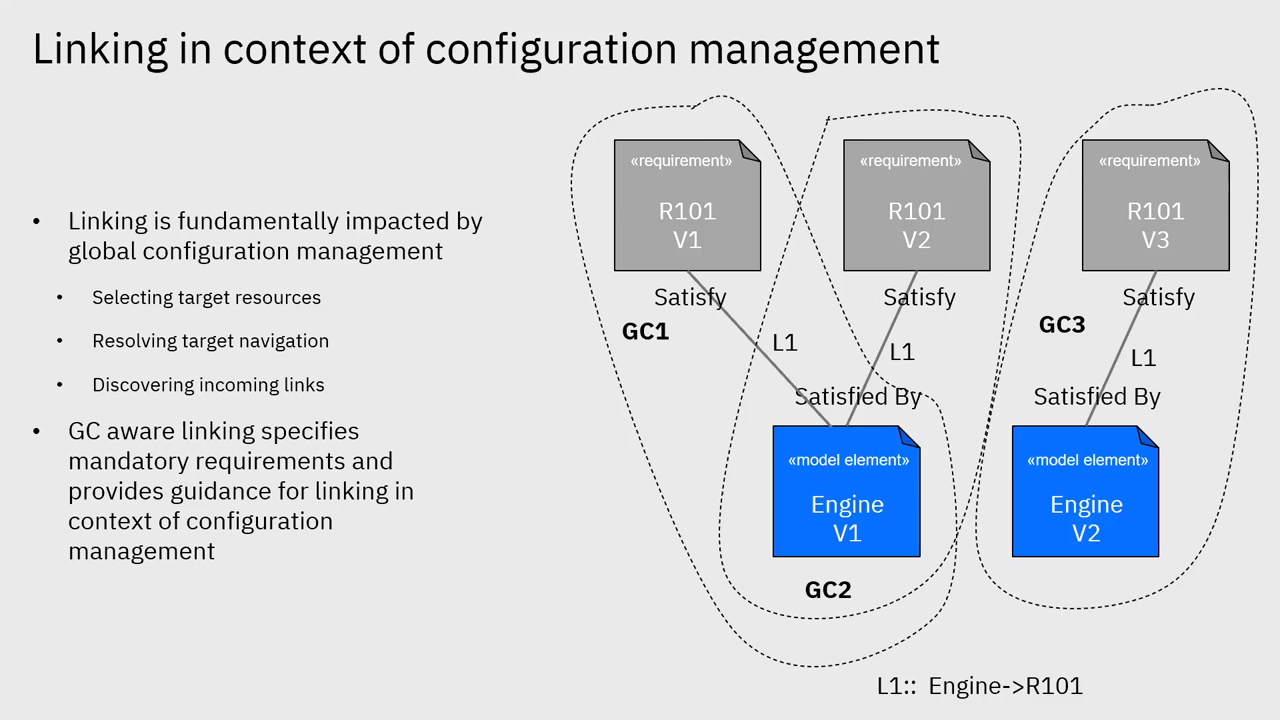 Linking in context of configuration management
• Linking is fundamentally impacted by
global configuration management
• Selecting target resources
• Resolving target navigation
• Discovering incoming links
• GC aware linking specifies
mandatory requirements and
provides guidance for linking in
context of configuration
management
«requirement»
R101
V1
«requirement»
R101
V2
«requirement»
R101
V3
Satisfy
Satisfy
Satisfy
GC1
GC3
L1
L1
L1
Satisfied By
Satisfied By
«model element»
Engine
V1
«model element»
Engine
V2
GC2
L1:: Engine->R101